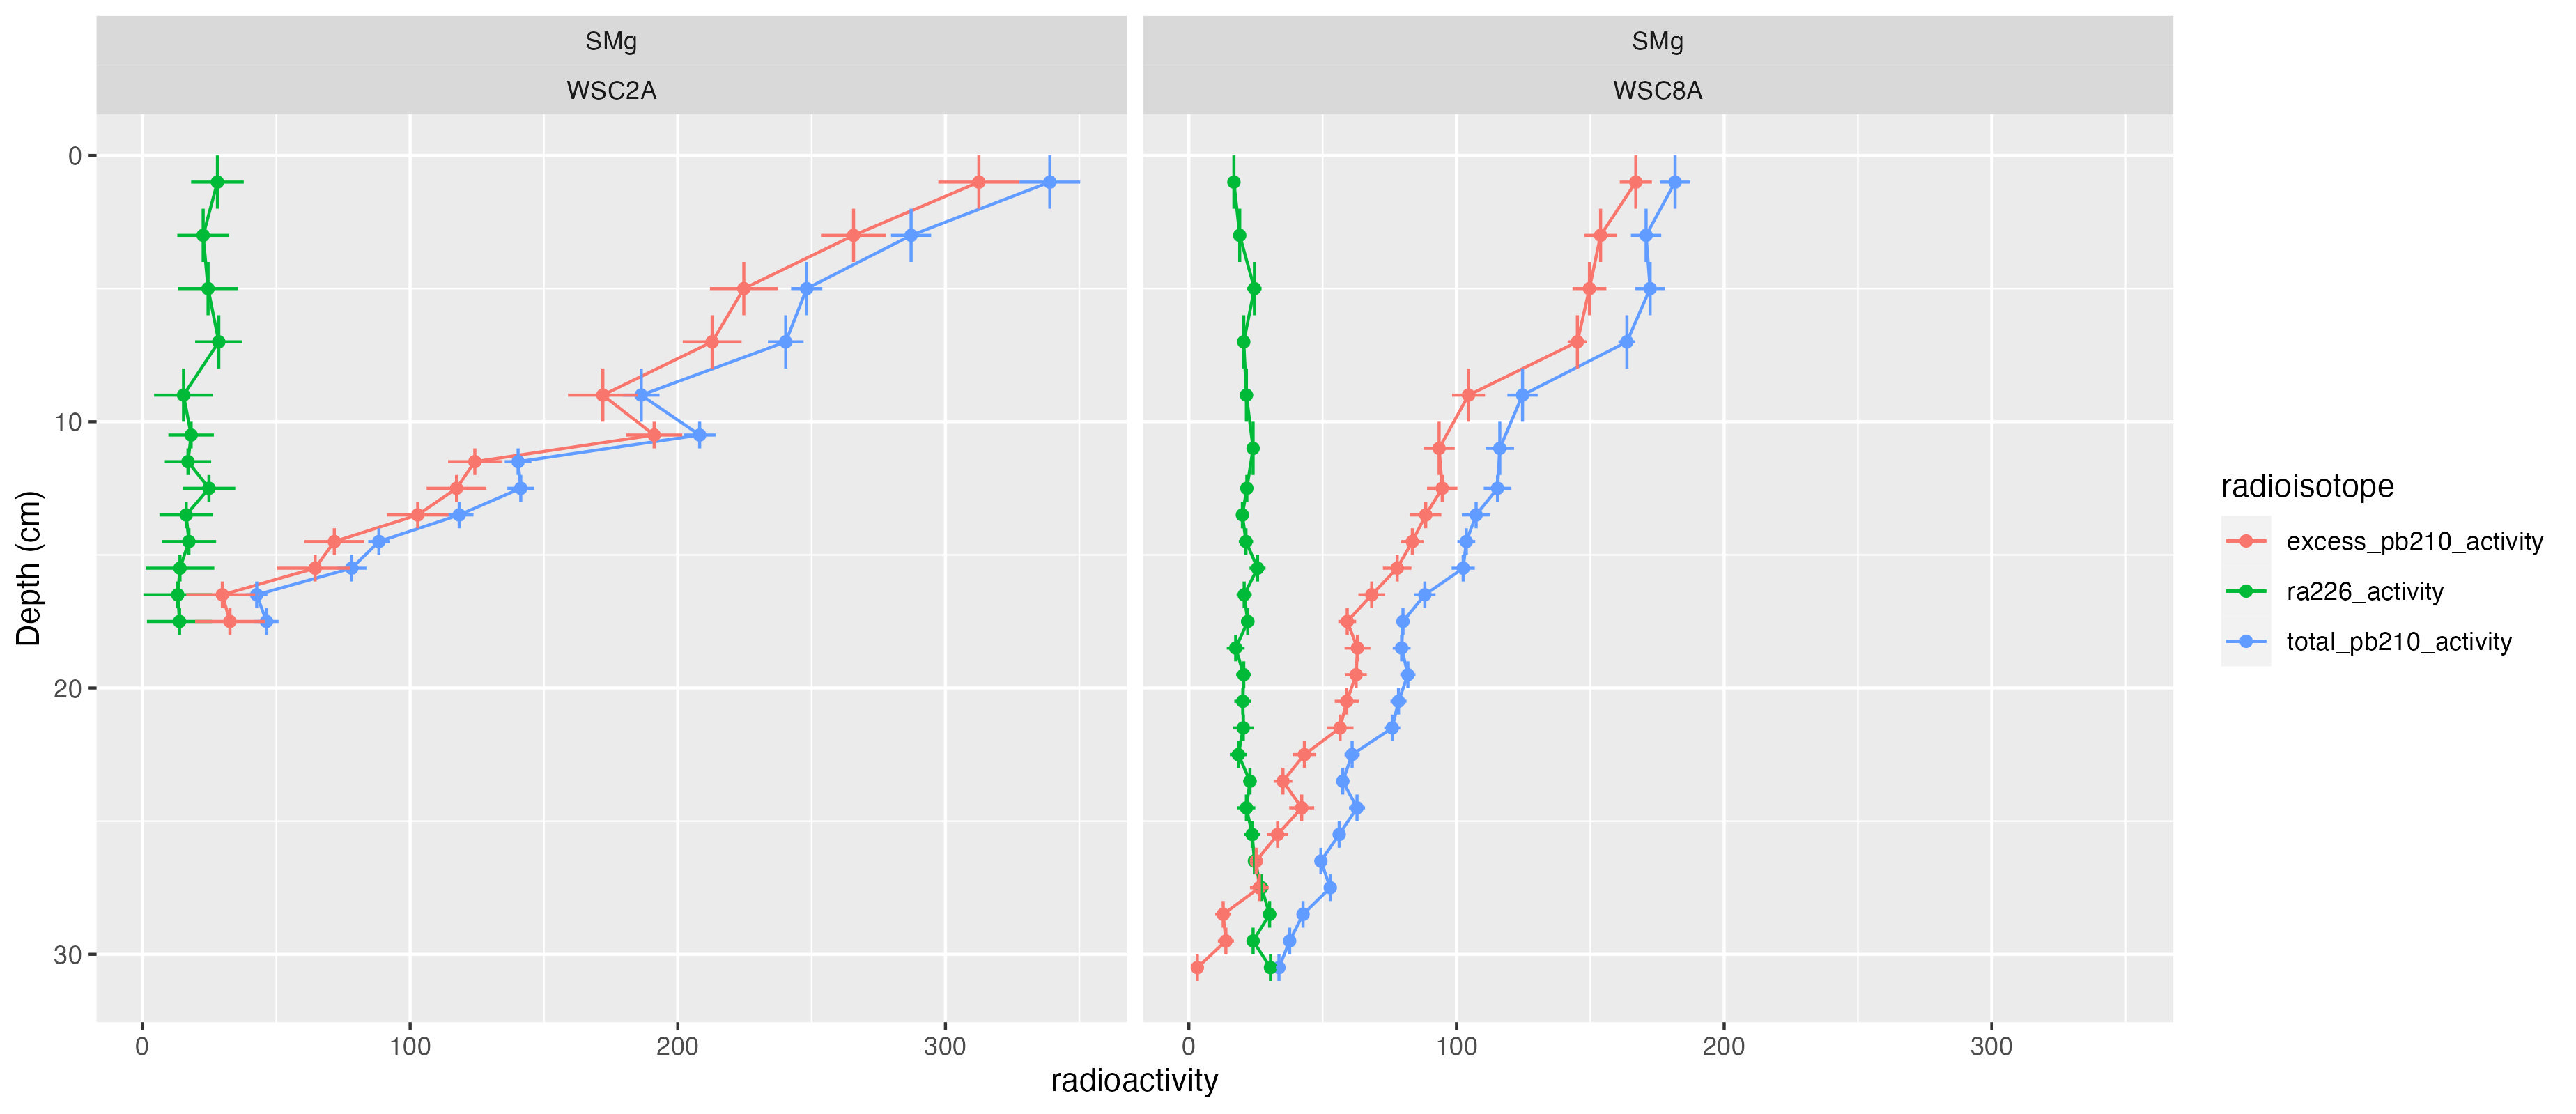 SMg
WSC2A
SMg
WSC8A
0
10
20
30
Depth (cm)
0
100
200
300
0
100
200
300
radioactivity
radioisotope
excess_pb210_activity
ra226_activity
total_pb210_activity